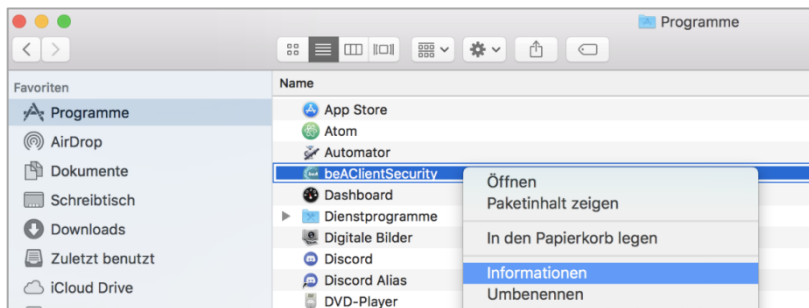 Programme
Favoriten
Programme
AirDrop
Dokumente
Schreibtisch
Downloads
Zuletzt benutzt
iCloud Drive
Name
App Store
Atom
Automator
beAClientSecurity
Dashboard
Dienstprogramme
Digitale Bilder
Discord
Discord Alias
DVD-Player
Öffnen
Paketinhalt zeigen
In den Papierkorb legen
Informationen
Umbenennen